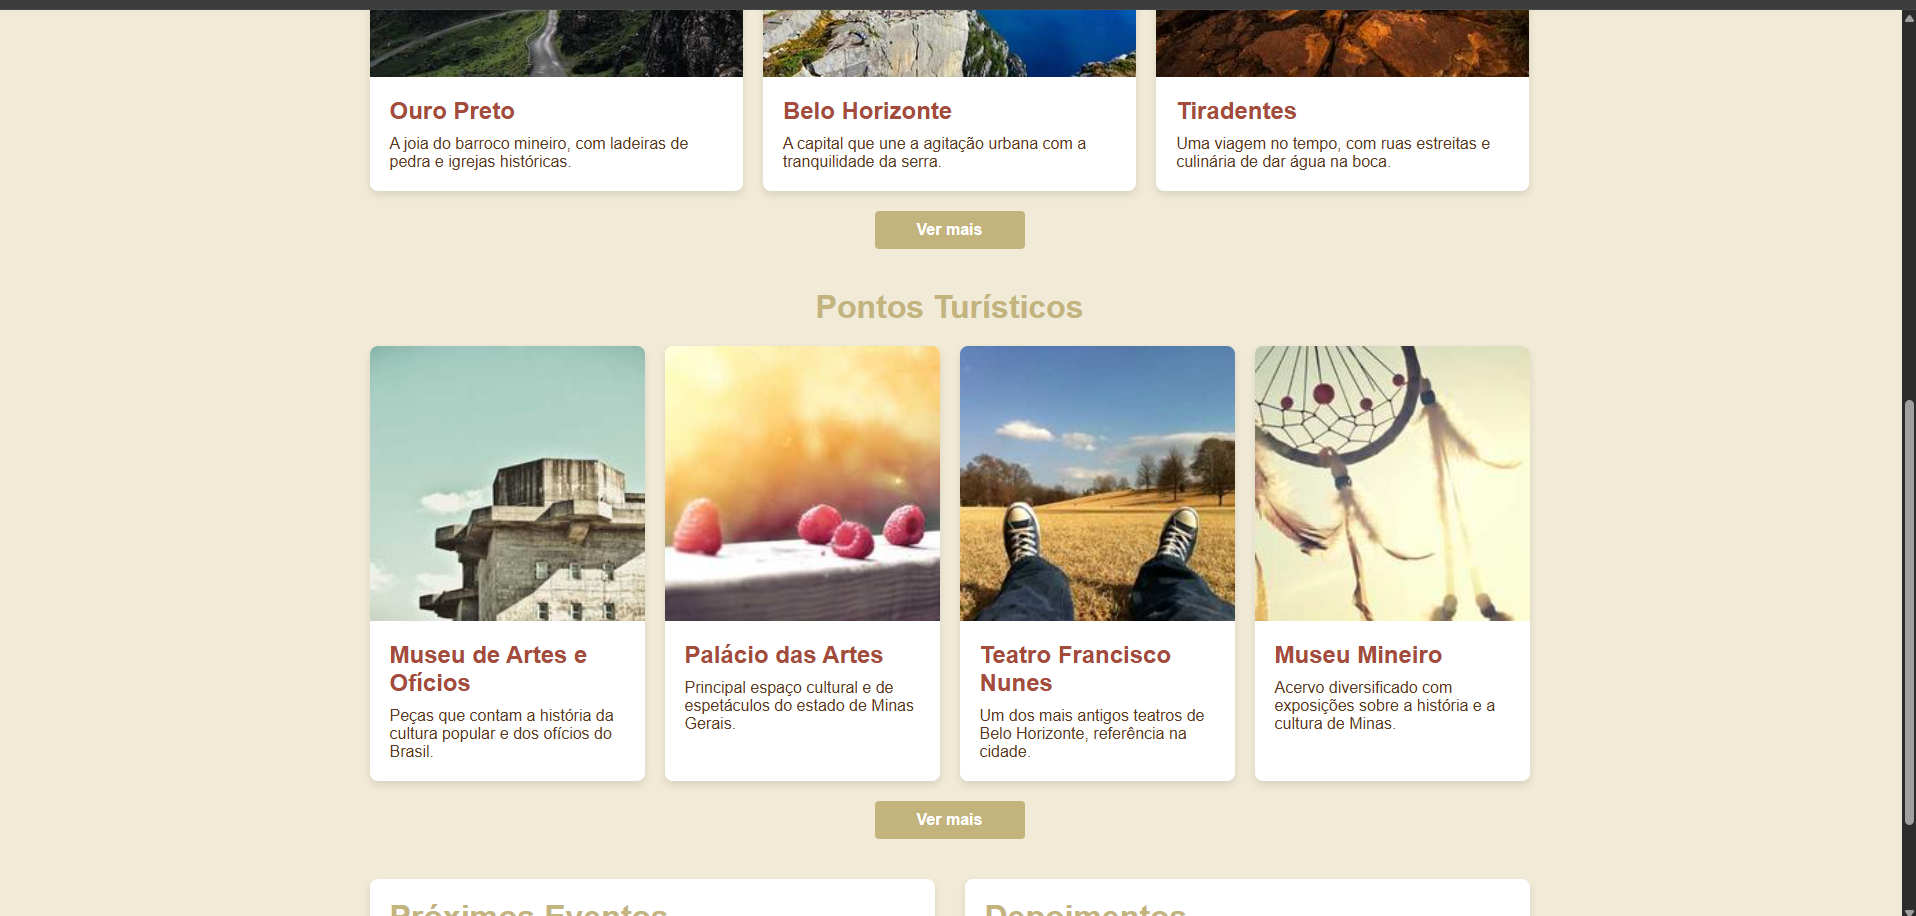 Ouro Preto
A joia do barroco mineiro, com ladeiras de
pedra e igrejas históricas.
Belo Horizonte
A capital que une a agitação urbana com a
tranquilidade da serra.
Tiradentes
Uma viagem no tempo, com ruas estreitas e
culinária de dar água na boca.
Ver mais
Pontos Turísticos
Museu de Artes e
Ofícios
Peças que contam a história da
cultura popular e dos ofícios do
Brasil.
Palácio das Artes
Principal espaço cultural e de
espetáculos do estado de Minas
Gerais.
Teatro Francisco
Nunes
Um dos mais antigos teatros de
Belo Horizonte, referência na
cidade.
Museu Mineiro
Acervo diversificado com
exposições sobre a história e a
cultura de Minas.
Ver mais
Próximos Eventos
Depoimentos